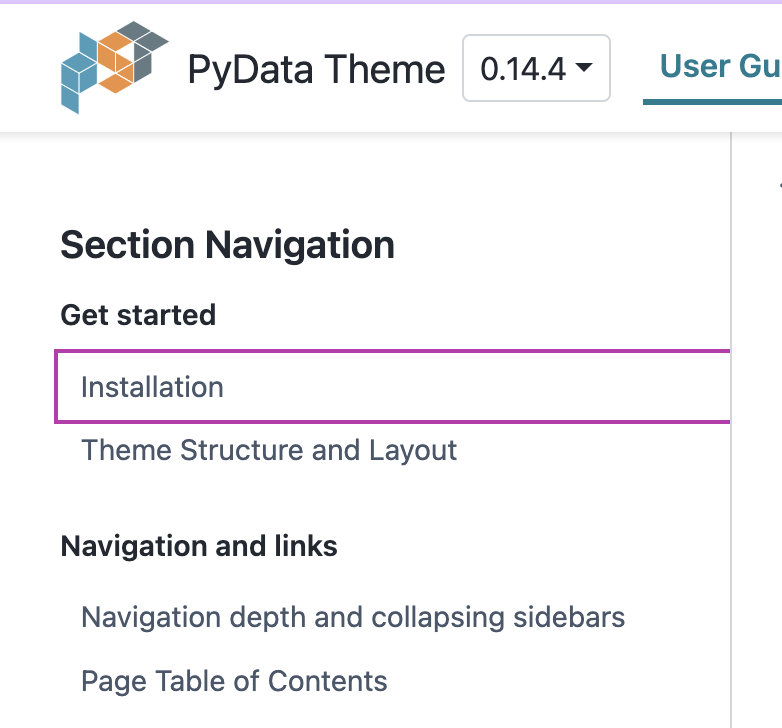 PyData Theme
0.14.4
User Gu
Section Navigation
Get started
Installation
Theme Structure and Layout
Navigation and links
Navigation depth and collapsing sidebars
Page Table of Contents